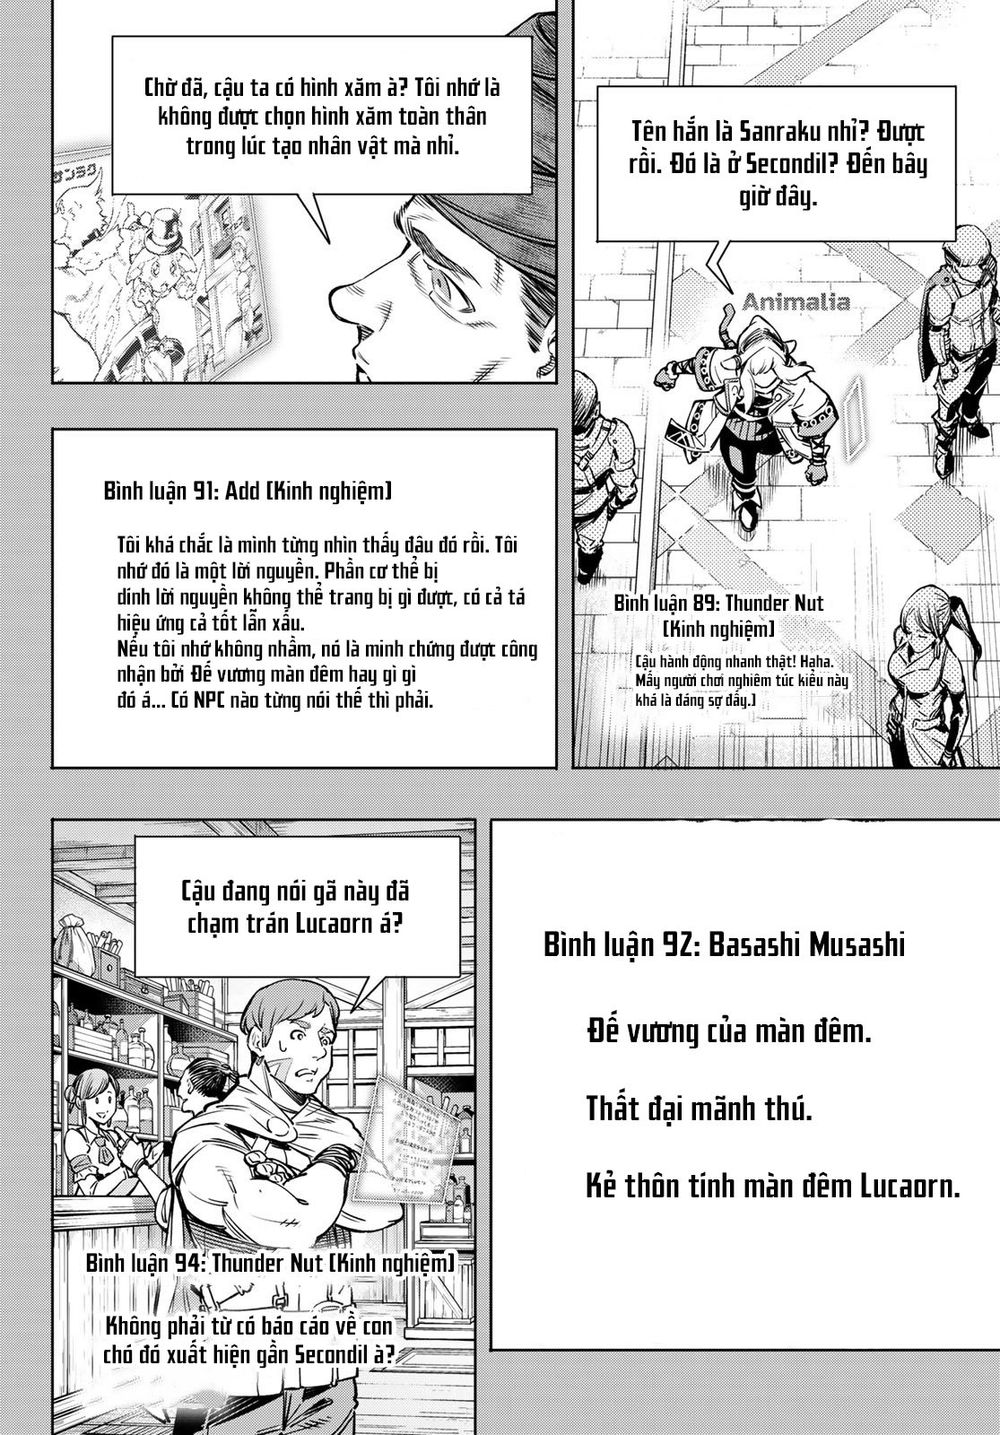 Tên hắn là Sanraku nhỉ? Được
rồi. Đó là ở Secondil? Đến bây
giờ đây.
Animalia
Bình luận 89: Thunder Nut
[Kinh nghiệm]
Cậu hành động nhanh thật! Haha.
Mấy người chơi nghiêm túc kiểu này
khá là đáng sợ đấy.]
Chờ đã, cậu ta có hình xăm à? Tôi nhớ là
không được chọn hình xăm toàn thân
trong lúc tạo nhân vật mà nhỉ.
サンラク
Bình luận 91: Add [Kinh nghiệm]
Tôi khá chắc là mình từng nhìn thấy đâu đó rồi. Tôi
nhớ đó là một lời nguyền. Phần cơ thể bị
dính lời nguyền không thể trang bị gì được, có cả tá
hiệu ứng cả tốt lẫn xấu.
Nếu tôi nhớ không nhầm, nó là minh chứng được công
nhận bởi Đế vương màn đêm hay gì gì
đó á... Có NPC nào từng nói thế thì phải.
Bình luận 92: Basashi Musashi
Đế vương của màn đêm.
Thất đại mãnh thú.
Kẻ thôn tính màn đêm Lucaorn.
Cậu đang nói gã này đã
chạm trán Lucaorn á?
Bình luận 94: Thunder Nut [Kinh nghiệm]
Không phải từ có báo cáo về con
chó đó xuất hiện gần Secondil à?